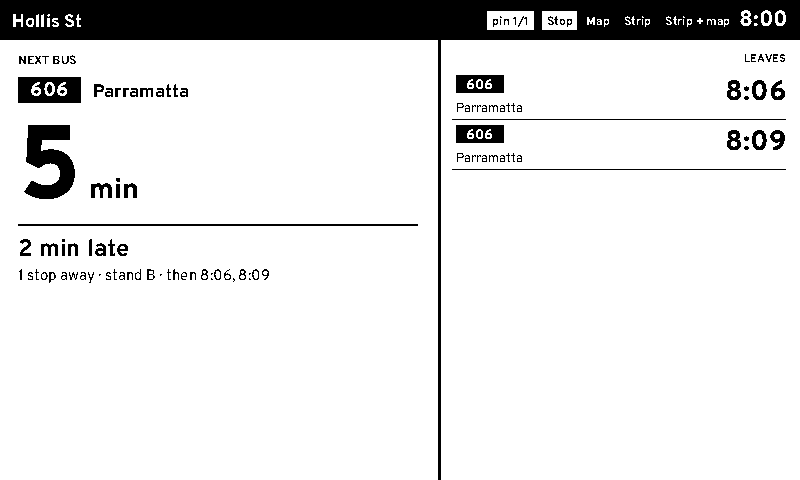 Hollis St
pin 1/1 Stop Map Strip Strip + map 8:00
NEXT BUS
606 Parramatta
5 min
2 min late
1 stop away · stand B · then 8:06, 8:09
LEAVES
606 8:06
Parramatta
606 8:09
Parramatta